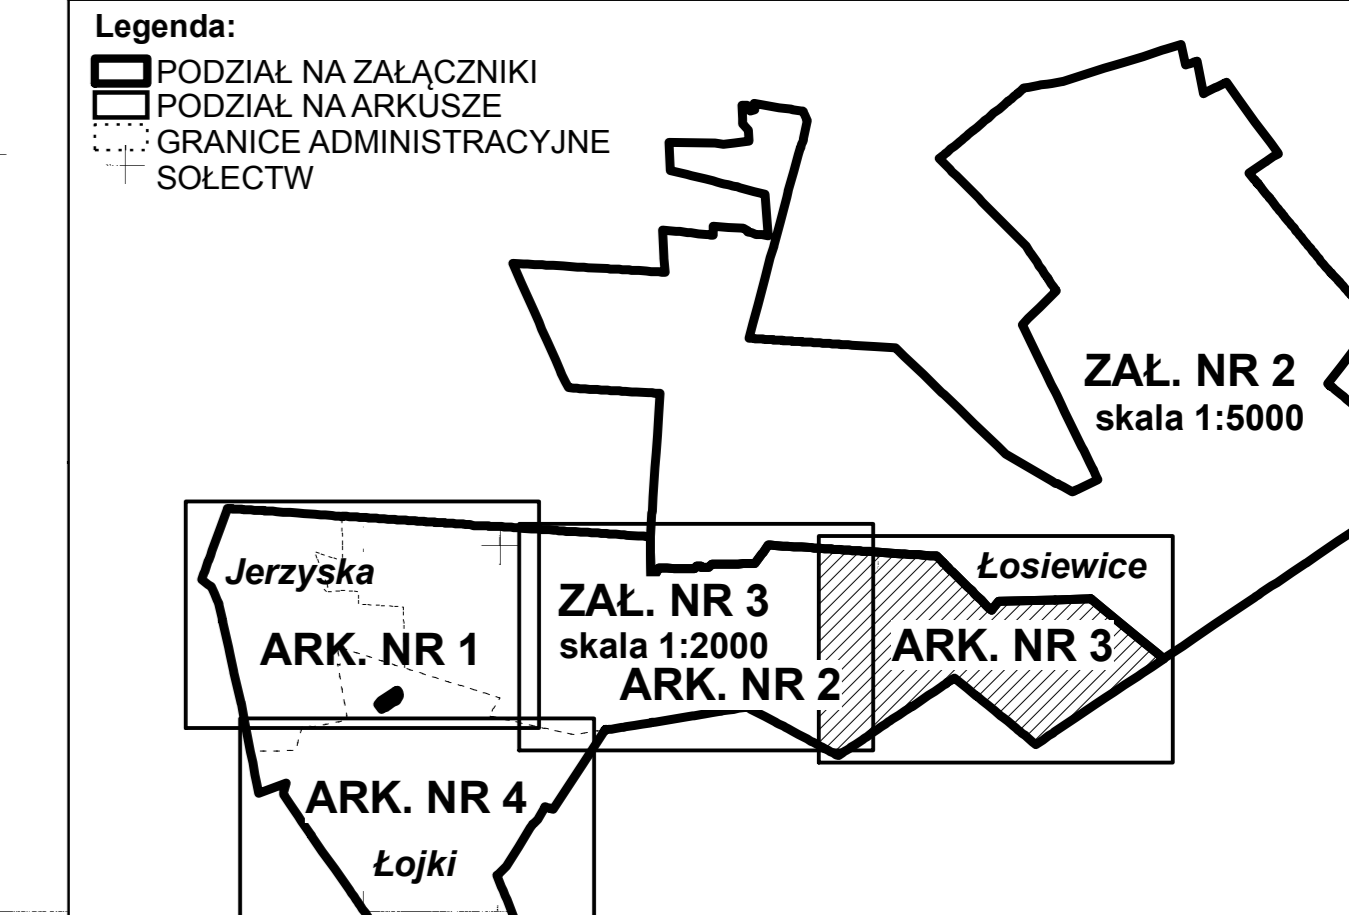 Legenda:
PODZIAŁ NA ZAŁĄCZNIKI
PODZIAŁ NA ARKUSZE
GRANICE ADMINISTRACYJNE
SOŁECTW
ZAŁ. NR 2
skala 1:5000
Jerzyska
Łosiewice
ZAŁ. NR 3
skala 1:2000
ARK. NR 1
ARK. NR 2
ARK. NR 3
ARK. NR 4
Łojki